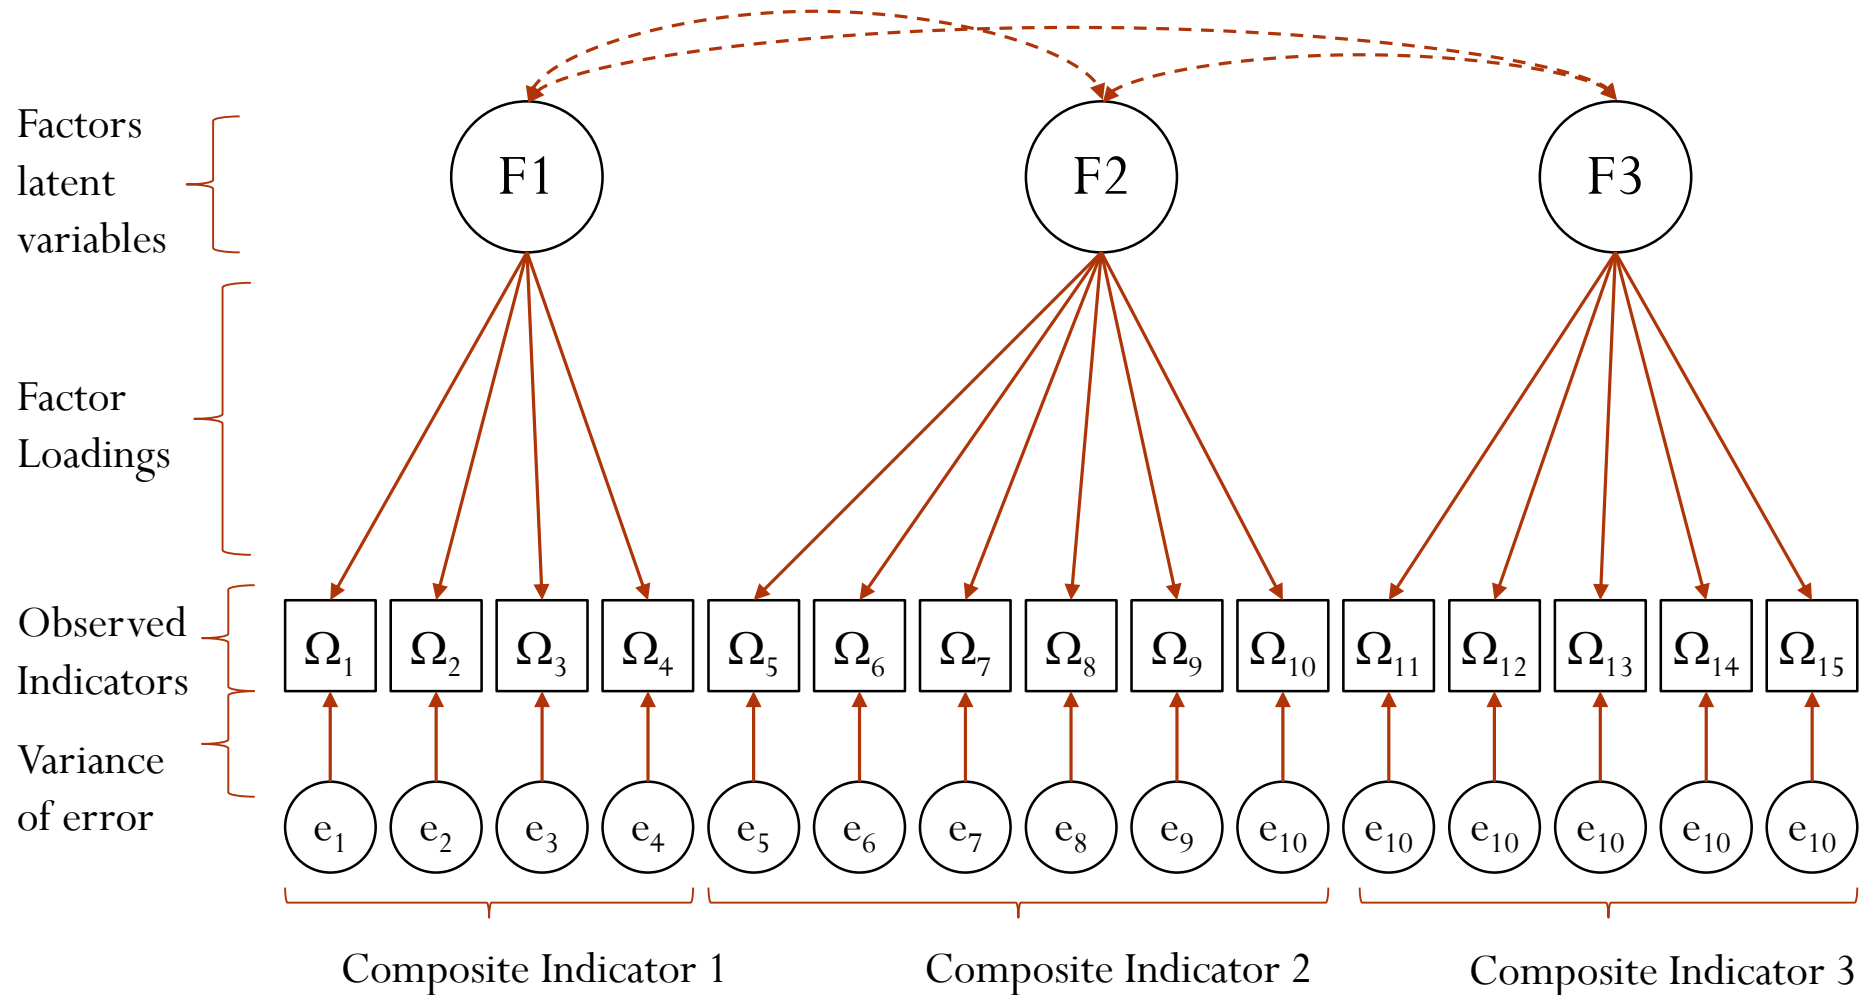 F1
F2
F3
Factors
latent
variables
Factor
Loadings
Observed
Indicators
Ω₁ Ω₂ Ω₃ Ω₄ Ω₅ Ω₆ Ω₇ Ω₈ Ω₉ Ω₁₀ Ω₁₁ Ω₁₂ Ω₁₃ Ω₁₄ Ω₁₅
Variance
of error
e₁ e₂ e₃ e₄ e₅ e₆ e₇ e₈ e₉ e₁₀ e₁₀ e₁₀ e₁₀ e₁₀ e₁₀
Composite Indicator 1
Composite Indicator 2
Composite Indicator 3